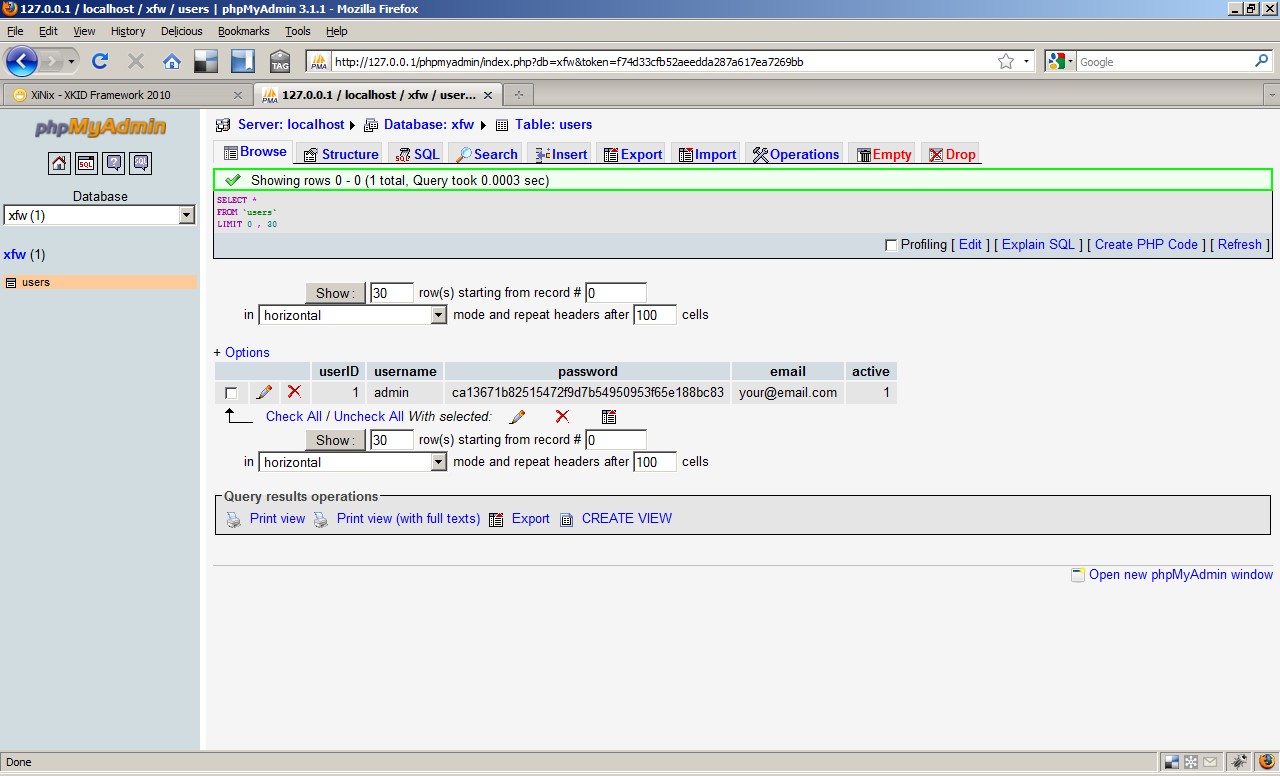 127.0.0.1 / localhost / xfw / users | phpMyAdmin 3.1.1 - Mozilla Firefox
File Edit View History Delicious Bookmarks Tools Help
TAG PMA http://127.0.0.1/phpmyadmin/index.php?db=xfw&token=f74d33cfb52aeedda287a617ea7269bb Google
XiNix - XKID Framework 2010 PMA 127.0.0.1 / localhost / xfw / user...
phpMyAdmin
SQL SQL
Database
xfw (1)
xfw (1)
users
Server: localhost Database: xfw Table: users
Browse Structure SQL Search Insert Export Import Operations Empty Drop
Showing rows 0 - 0 (1 total, Query took 0.0003 sec)
SELECT *
FROM `users`
LIMIT 0 , 30
Profiling [ Edit ] [ Explain SQL ] [ Create PHP Code ] [ Refresh ]
Show : 30 row(s) starting from record # 0
in horizontal mode and repeat headers after 100 cells
+ Options
userID username password email active
1 admin ca13671b82515472f9d7b54950953f65e188bc83 your@email.com 1
Check All / Uncheck All With selected:
Show : 30 row(s) starting from record # 0
in horizontal mode and repeat headers after 100 cells
Query results operations
Print view Print view (with full texts) Export CREATE VIEW
Open new phpMyAdmin window
Done